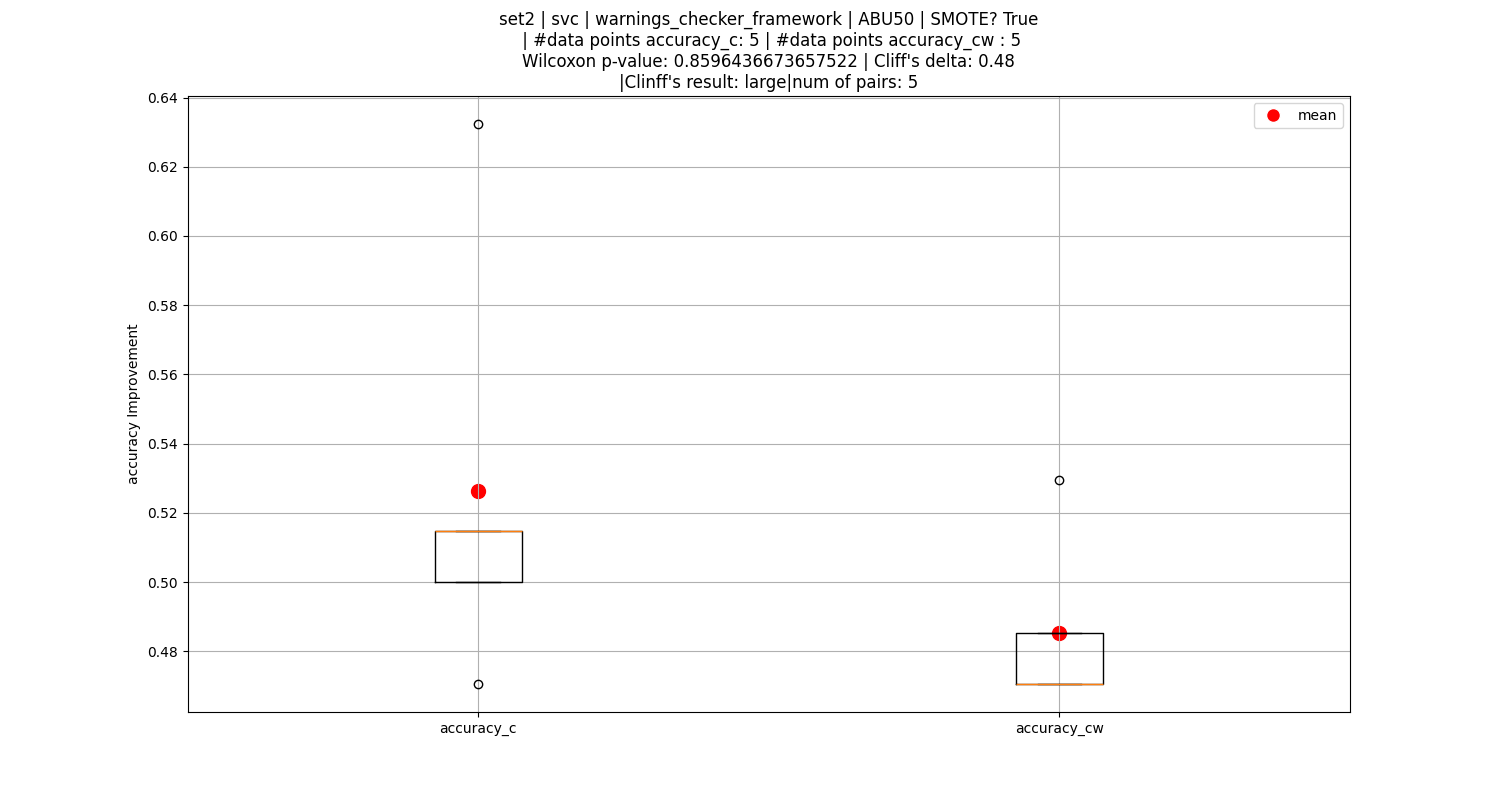 set2 | svc | warnings_checker_framework | ABU50 | SMOTE? True
| #data points accuracy_c: 5 | #data points accuracy_cw : 5
Wilcoxon p-value: 0.8596436673657522 | Cliff's delta: 0.48
|Clinff's result: large|num of pairs: 5
mean
0.64
0.62
0.60
0.58
0.56
0.54
0.52
0.50
0.48
accuracy Improvement
accuracy_c
accuracy_cw